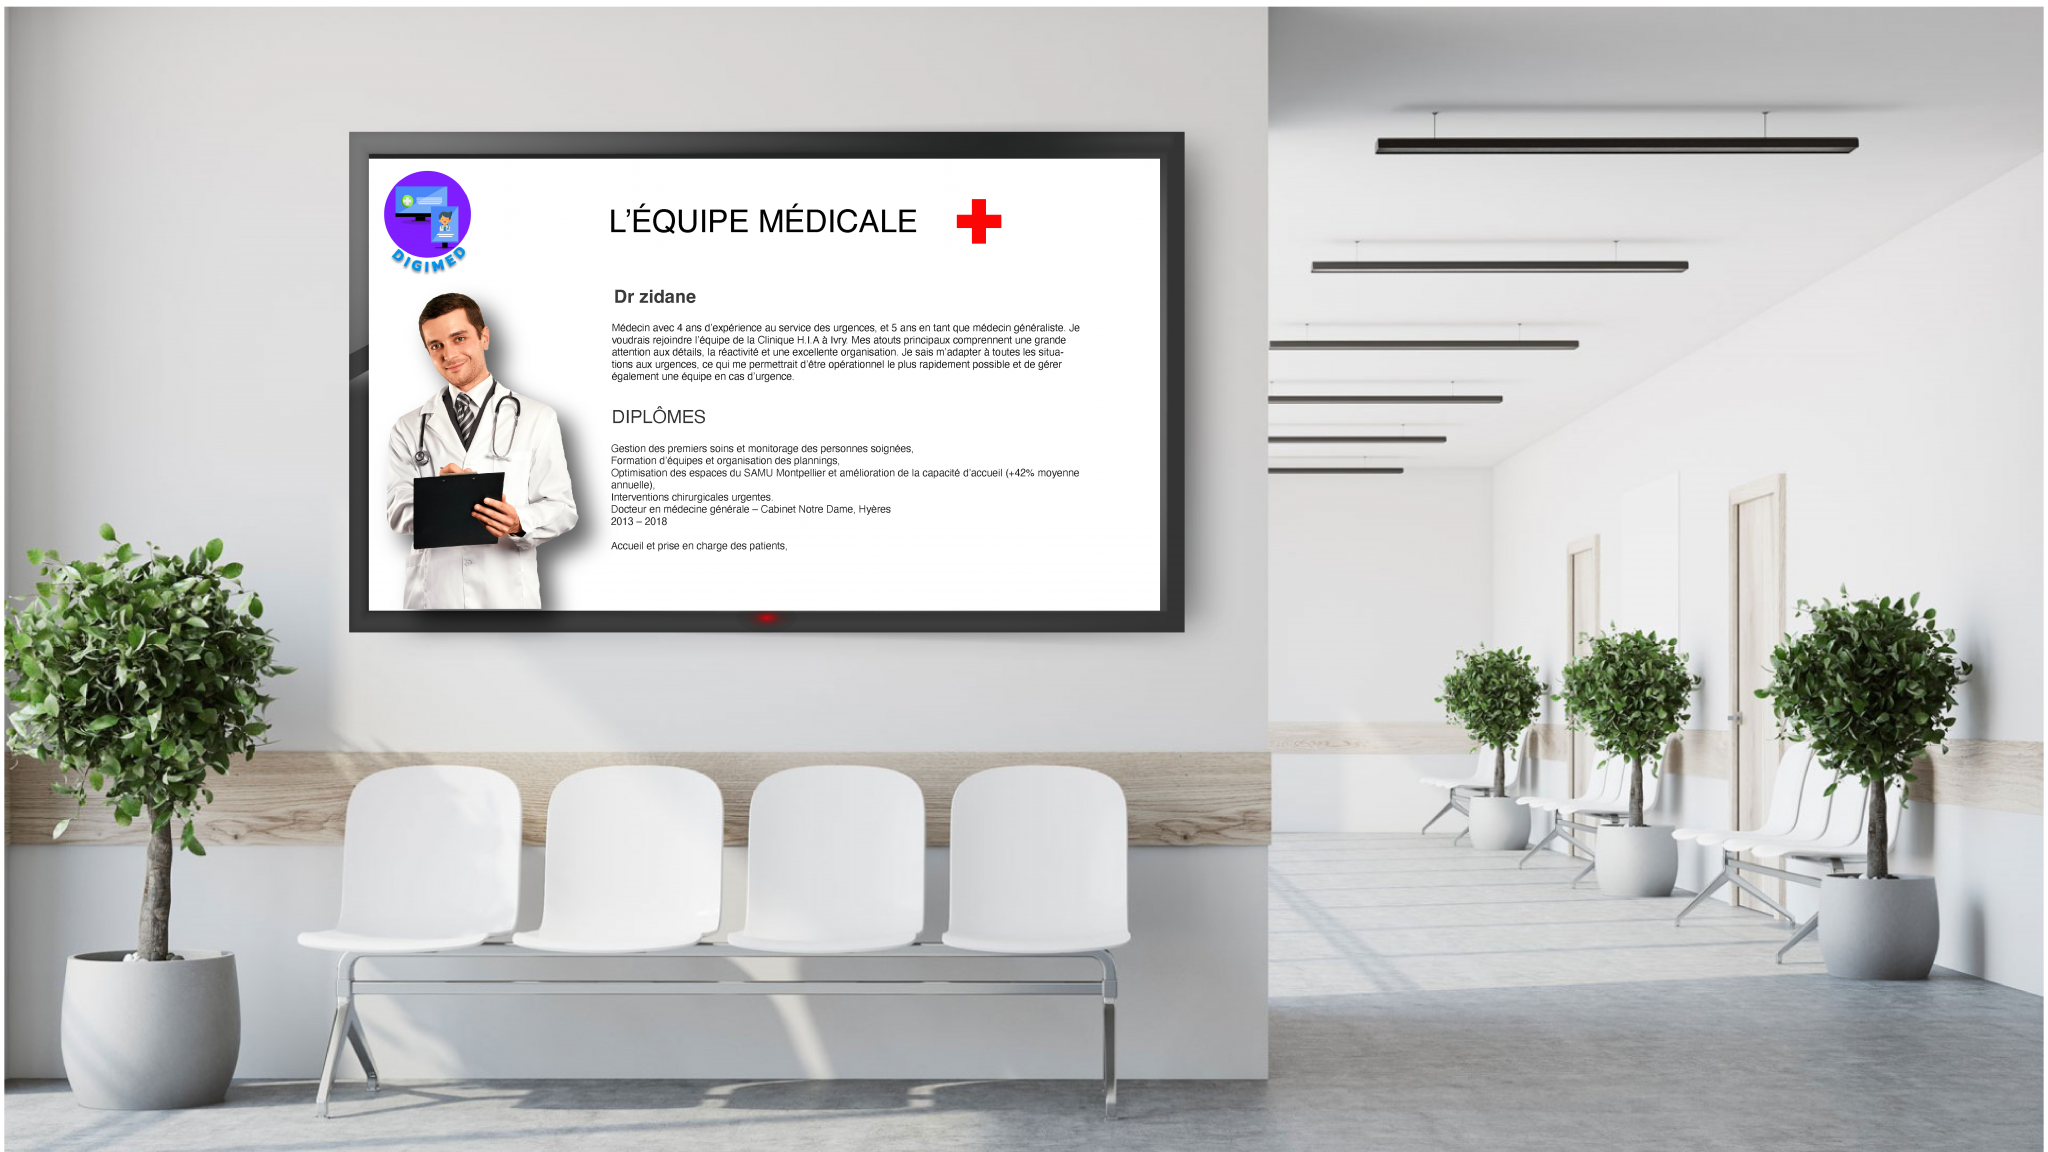 DIGIMED
L'ÉQUIPE MÉDICALE
Dr zidane
Médecin avec 4 ans d'expérience au service des urgences, et 5 ans en tant que médecin généraliste. Je
voudrais rejoindre l'équipe de la Clinique H.I.A à Ivry. Mes atouts principaux comprennent une grande
attention aux détails, la réactivité et une excellente organisation. Je sais m'adapter à toutes les situa-
tions aux urgences, ce qui me permettrait d'être opérationnel le plus rapidement possible et de gérer
également une équipe en cas d'urgence.
DIPLÔMES
Gestion des premiers soins et monitorage des personnes soignées,
Formation d'équipes et organisation des plannings,
Optimisation des espaces du SAMU Montpellier et amélioration de la capacité d'accueil (+42% moyenne
annuelle),
Interventions chirurgicales urgentes.
Docteur en médecine générale – Cabinet Notre Dame, Hyères
2013 – 2018
Accueil et prise en charge des patients,